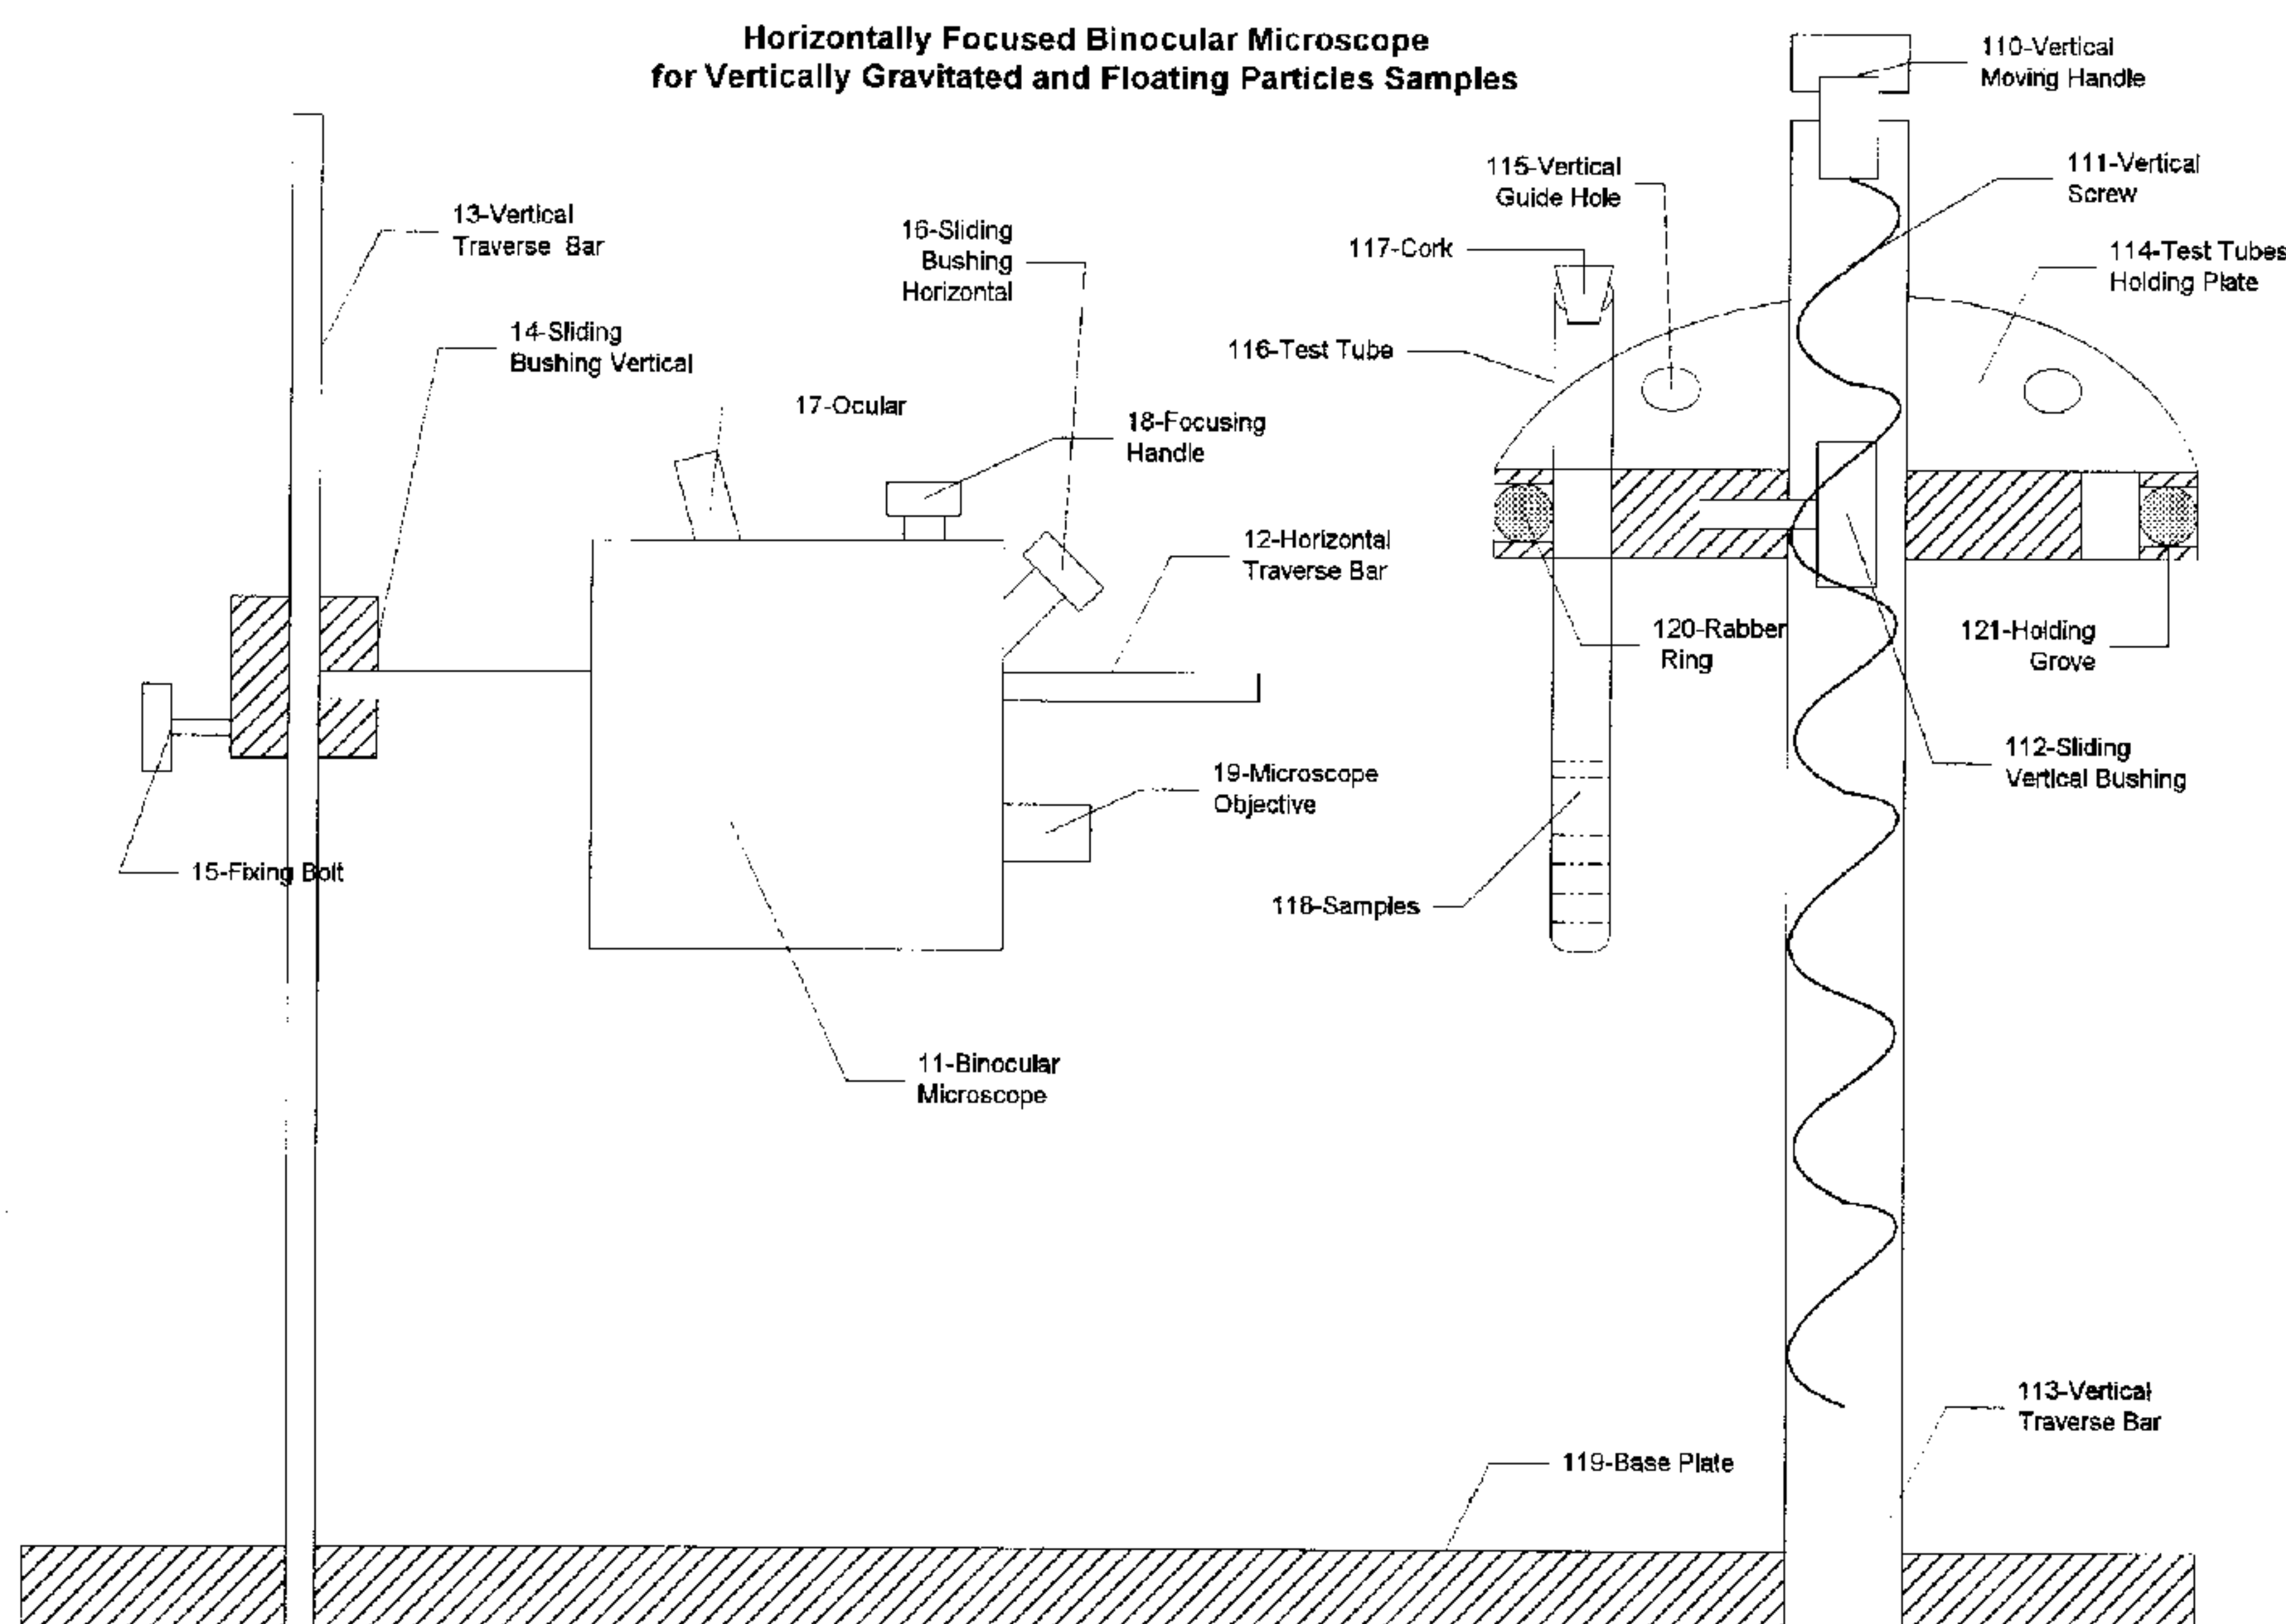 Horizontally Focused Binocular Microscope
for Vertically Gravitated and Floating Particles Samples
110-Vertical
Moving Handle
115-Vertical
Guide Hole
111-Vertical
Screw
13-Vertical
Traverse Bar
16-Sliding
Bushing
Horizontal
117-Cork
114-Test Tubes
Holding Plate
14-Sliding
Bushing Vertical
116-Test Tube
17-Ocular
18-Focusing
Handle
12-Horizontal
Traverse Bar
120-Rabber
Ring
121-Holding
Grove
112-Sliding
Vertical Bushing
19-Microscope
Objective
15-Fixing Bolt
118-Samples
11-Binocular
Microscope
113-Vertical
Traverse Bar
119-Base Plate